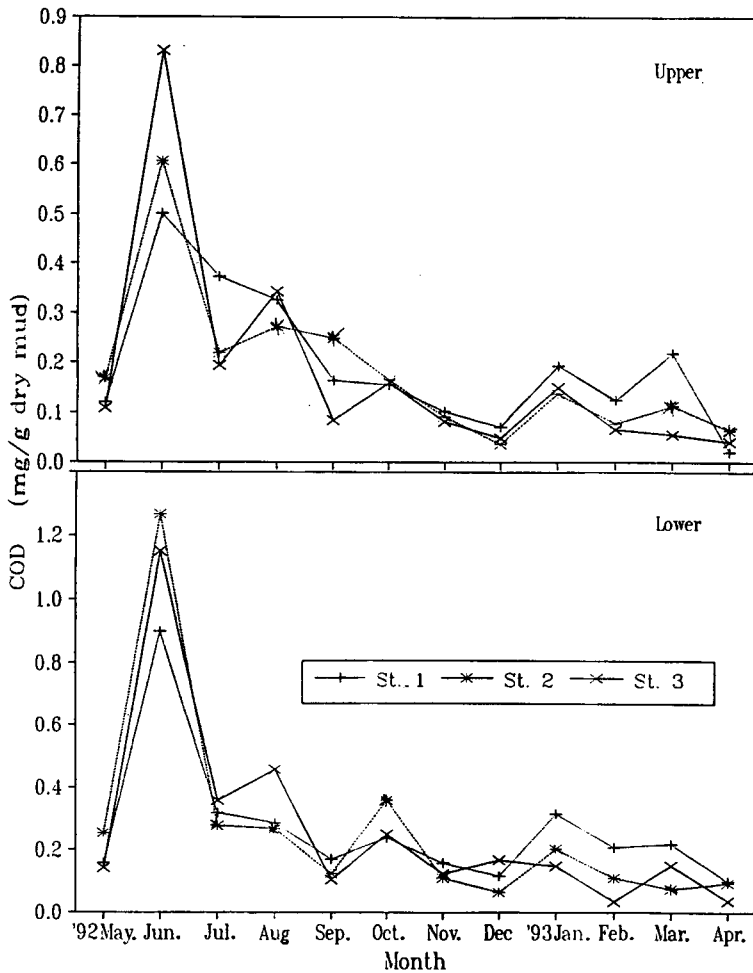 0.9
0.8
0.7
0.6
0.5
0.4
0.3
0.2
0.1
0.0
Upper
COD (mg/g dry mud)
1.2
1.0
0.8
0.6
0.4
0.2
0.0
Lower
St. 1 St. 2 St. 3
'92May. Jun. Jul. Aug Sep. Oct. Nov. Dec '93Jan. Feb. Mar. Apr.
Month